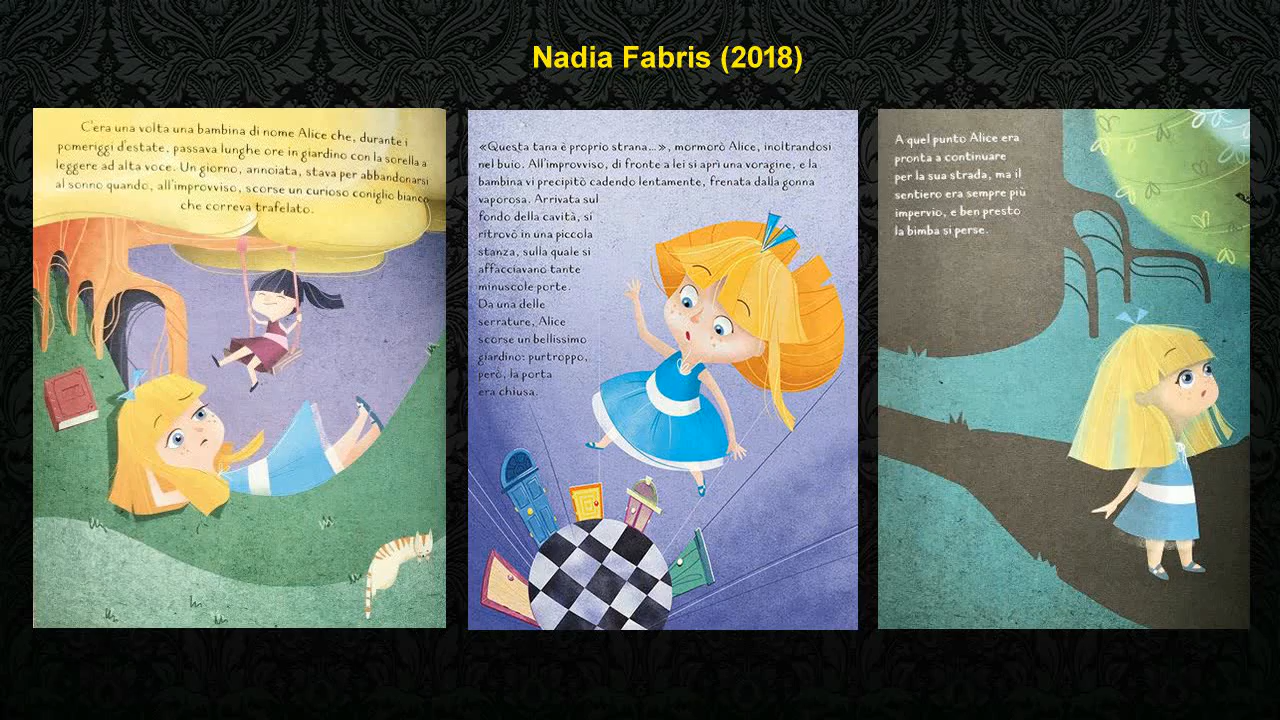 Nadia Fabris (2018)
C'era una volta una bambina di nome Alice che, durante i
pomeriggi d'estate, passava lunghe ore in giardino con la sorella a
leggere ad alta voce. Un giorno, annoiata, stava per abbandonarsi
al sonno quando, all'improvviso, scorse un curioso coniglio bianco
che correva trafelato.
«Questa tana è proprio strana...», mormorò Alice, inoltrandosi
nel buio. All'improvviso, di fronte a lei si aprì una voragine, e la
bambina vi precipitò cadendo lentamente, frenata dalla gonna
vaporosa. Arrivata sul
fondo della cavità, si
ritrovò in una piccola
stanza, sulla quale si
affacciavano tante
minuscole porte.
Da una delle
serrature, Alice
scorse un bellissimo
giardino: purtroppo,
però, la porta
era chiusa.
A quel punto Alice era
pronta a continuare
per la sua strada, ma il
sentiero era sempre più
impervio, e ben presto
la bimba si perse.